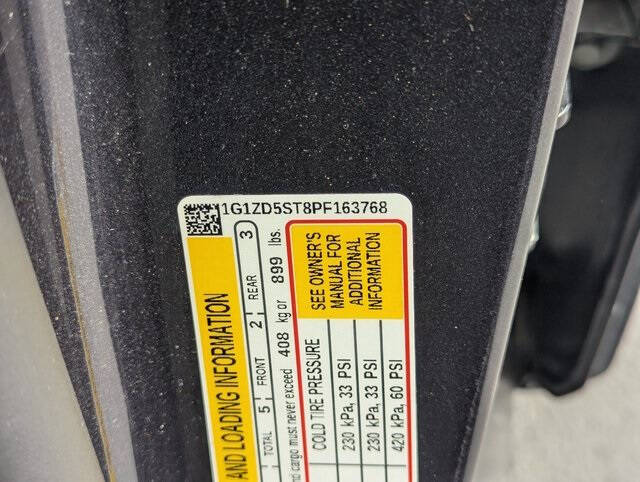 1G1ZD5ST8PF163768
AND LOADING INFORMATION
TOTAL 5 FRONT 2 REAR 3
and cargo must never exceed 408 kg or 899 lbs.
COLD TIRE PRESSURE
230 kPa, 33 PSI
230 kPa, 33 PSI
420 kPa, 60 PSI
SEE OWNER'S
MANUAL FOR
ADDITIONAL
INFORMATION